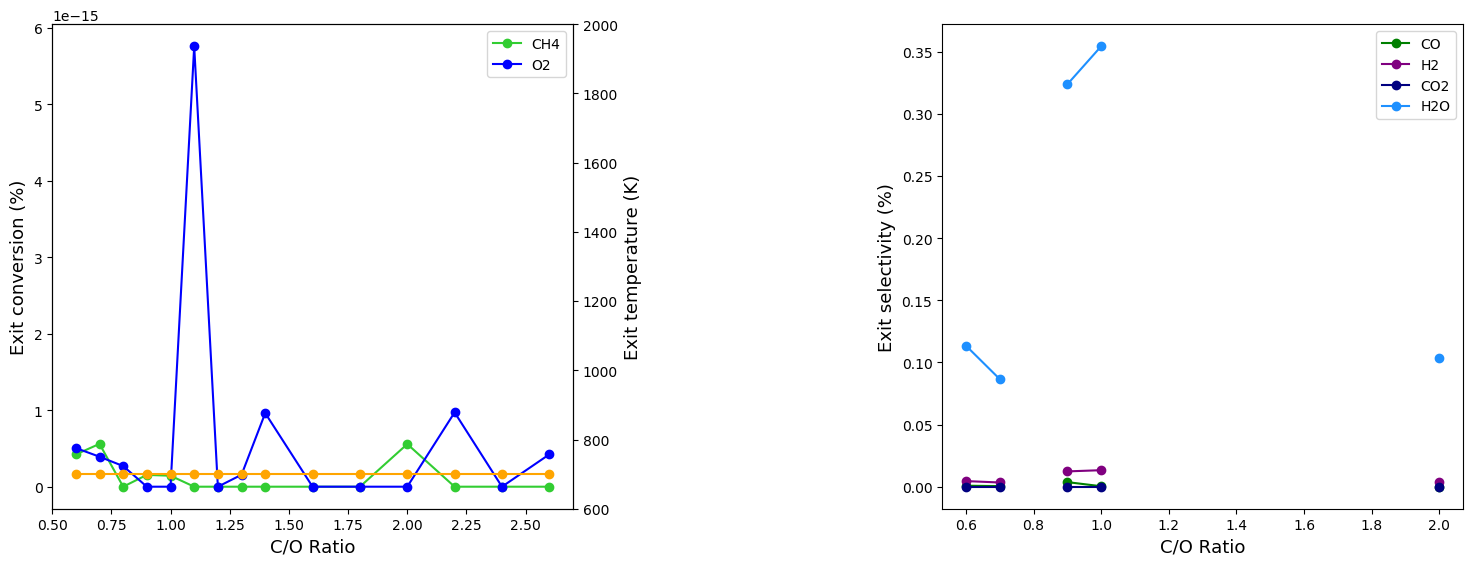 1e−15
6
5
4
3
2
1
0
Exit conversion (%)
0.50 0.75 1.00 1.25 1.50 1.75 2.00 2.25 2.50
C/O Ratio
CH4
O2
2000
1800
1600
1400
1200
1000
800
600
Exit temperature (K)
0.35
0.30
0.25
0.20
0.15
0.10
0.05
0.00
Exit selectivity (%)
0.6 0.8 1.0 1.2 1.4 1.6 1.8 2.0
C/O Ratio
CO
H2
CO2
H2O